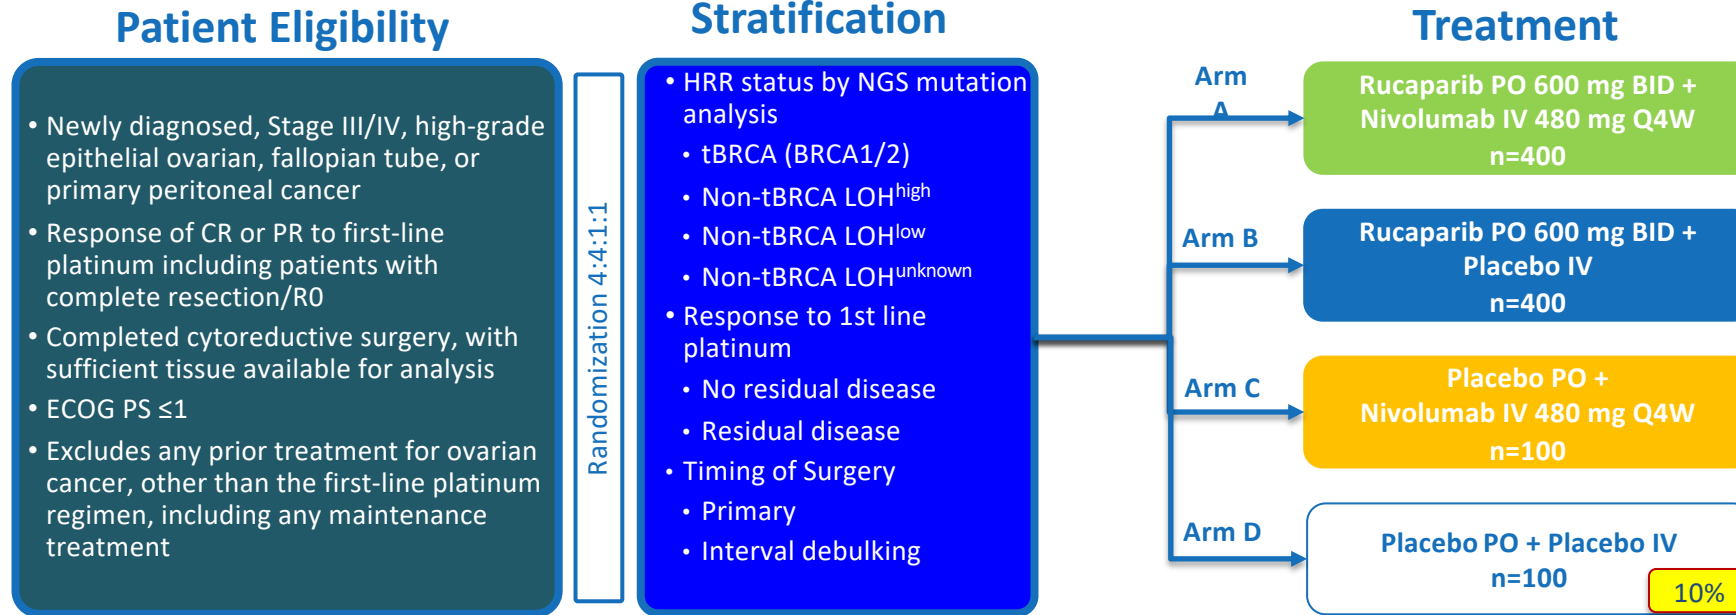 Patient Eligibility
• Newly diagnosed, Stage III/IV, high-grade
epithelial ovarian, fallopian tube, or
primary peritoneal cancer
• Response of CR or PR to first-line
platinum including patients with
complete resection/R0
• Completed cytoreductive surgery, with
sufficient tissue available for analysis
• ECOG PS ≤1
• Excludes any prior treatment for ovarian
cancer, other than the first-line platinum
regimen, including any maintenance
treatment
Randomization 4:4:1:1
Stratification
• HRR status by NGS mutation
analysis
• tBRCA (BRCA1/2)
• Non-tBRCA LOHhigh
• Non-tBRCA LOHlow
• Non-tBRCA LOHunknown
• Response to 1st line
platinum
• No residual disease
• Residual disease
• Timing of Surgery
• Primary
• Interval debulking
Treatment
Arm
A
Rucaparib PO 600 mg BID +
Nivolumab IV 480 mg Q4W
n=400
Arm B
Rucaparib PO 600 mg BID +
Placebo IV
n=400
Arm C
Placebo PO +
Nivolumab IV 480 mg Q4W
n=100
Arm D
Placebo PO + Placebo IV
n=100
10%